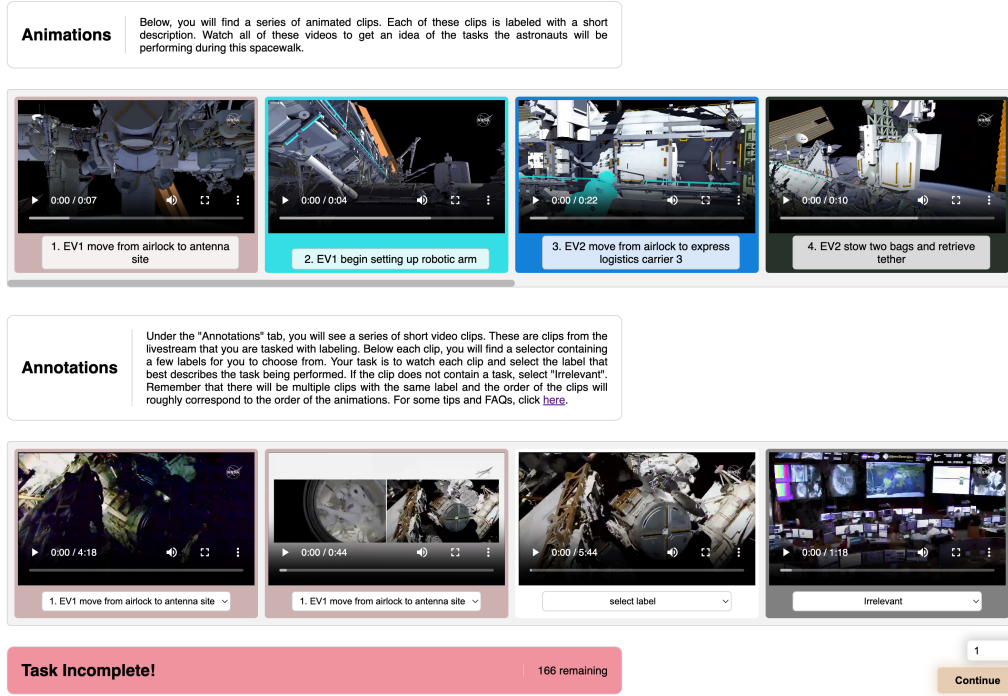 Animations
Below, you will find a series of animated clips. Each of these clips is labeled with a short
description. Watch all of these videos to get an idea of the tasks the astronauts will be
performing during this spacewalk.
NASA
NASA
NASA
NASA
0:00 / 0:07
0:00 / 0:04
0:00 / 0:22
0:00 / 0:10
1. EV1 move from airlock to antenna
site
2. EV1 begin setting up robotic arm
3. EV2 move from airlock to express
logistics carrier 3
4. EV2 stow two bags and retrieve
tether
Annotations
Under the "Annotations" tab, you will see a series of short video clips. These are clips from the
livestream that you are tasked with labeling. Below each clip, you will find a selector containing
a few labels for you to choose from. Your task is to watch each clip and select the label that
best describes the task being performed. If the clip does not contain a task, select "Irrelevant".
Remember that there will be multiple clips with the same label and the order of the clips will
roughly correspond to the order of the animations. For some tips and FAQs, click here.
NASA
0:00 / 4:18
0:00 / 0:44
0:00 / 5:44
0:00 / 1:18
1. EV1 move from airlock to antenna site
1. EV1 move from airlock to antenna site
select label
Irrelevant
Task Incomplete!
166 remaining
1
Continue